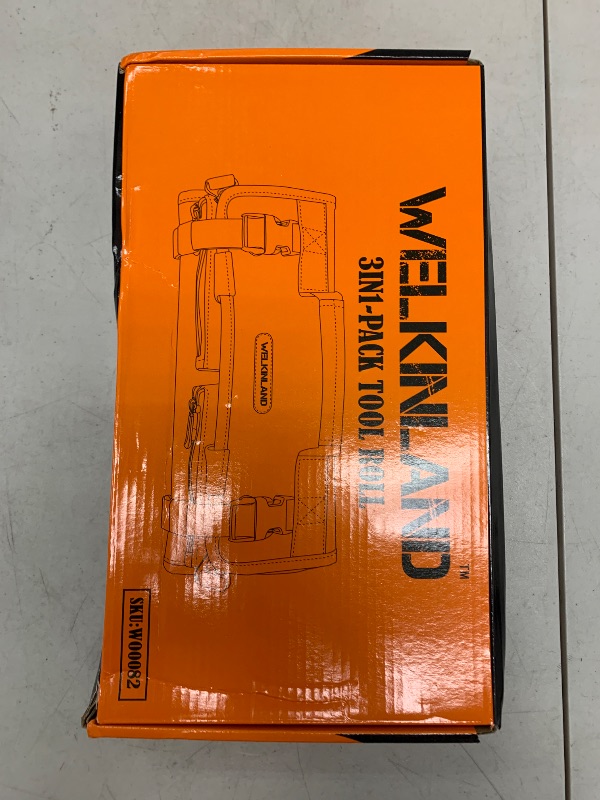 WELKINLAND™
3IN1-PACK TOOL ROLL
WELKINLAND
SKU:W00082